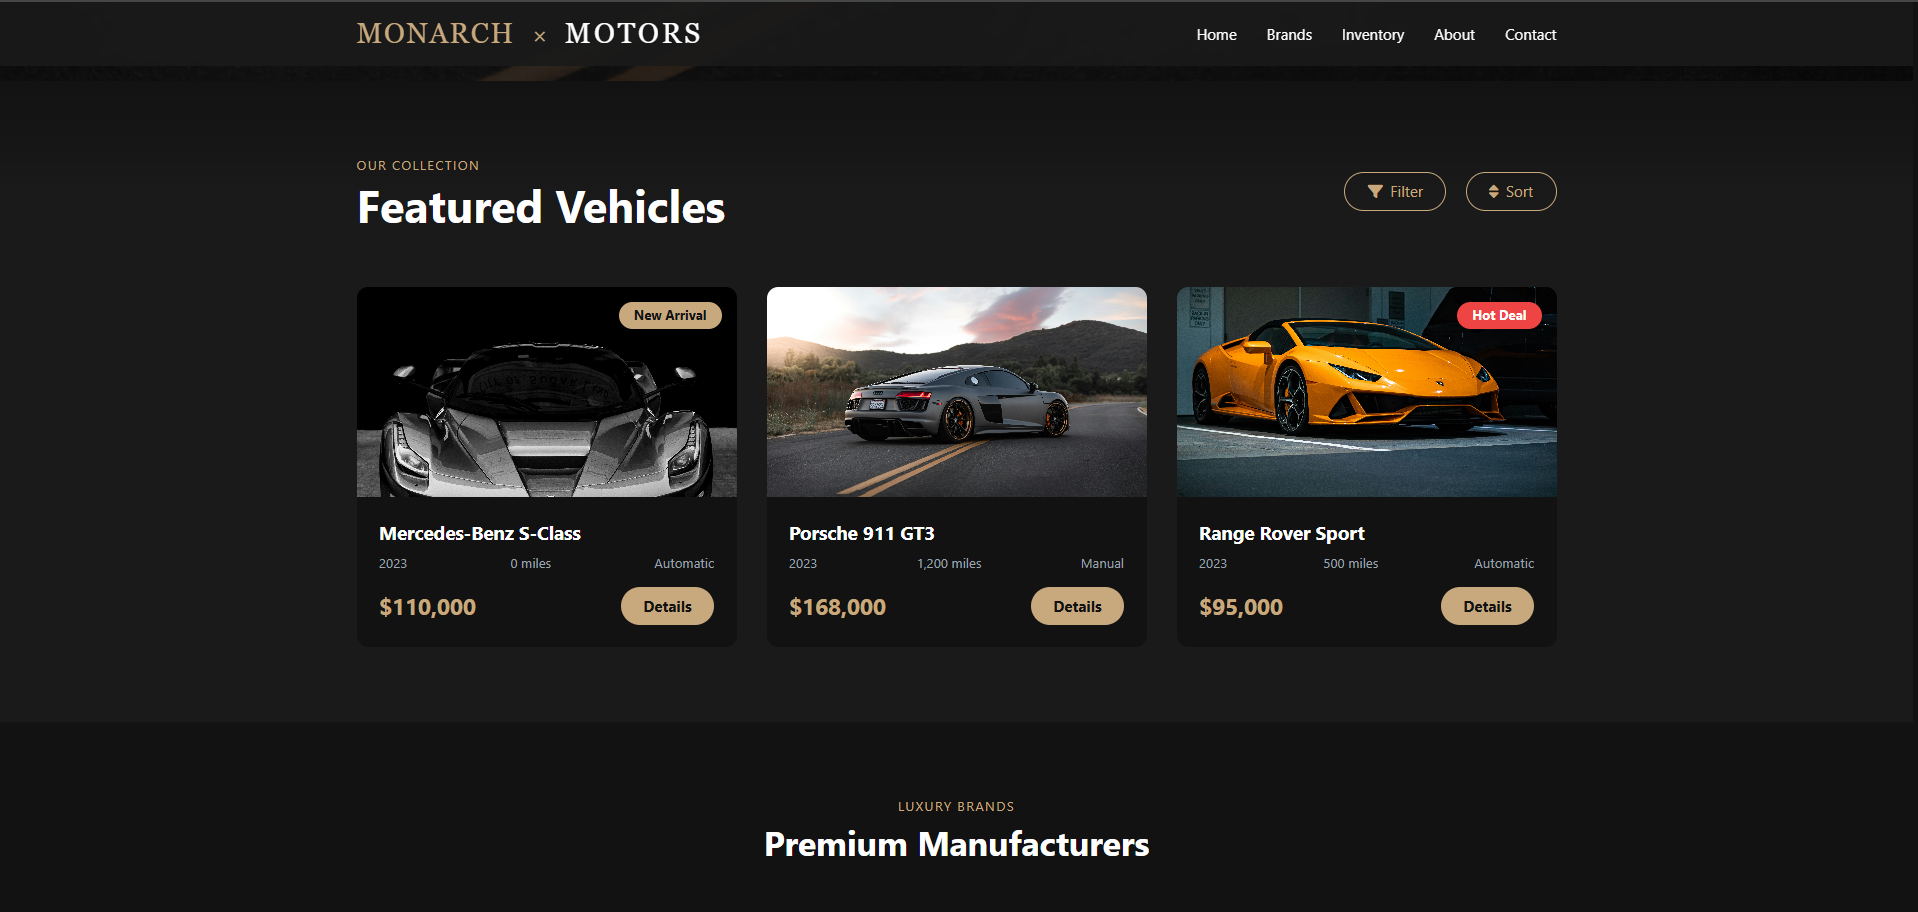 MONARCH × MOTORS
Home Brands Inventory About Contact
OUR COLLECTION
Featured Vehicles
Filter Sort
New Arrival
Hot Deal
Mercedes-Benz S-Class
2023 0 miles Automatic
$110,000 Details
Porsche 911 GT3
2023 1,200 miles Manual
$168,000 Details
Range Rover Sport
2023 500 miles Automatic
$95,000 Details
LUXURY BRANDS
Premium Manufacturers